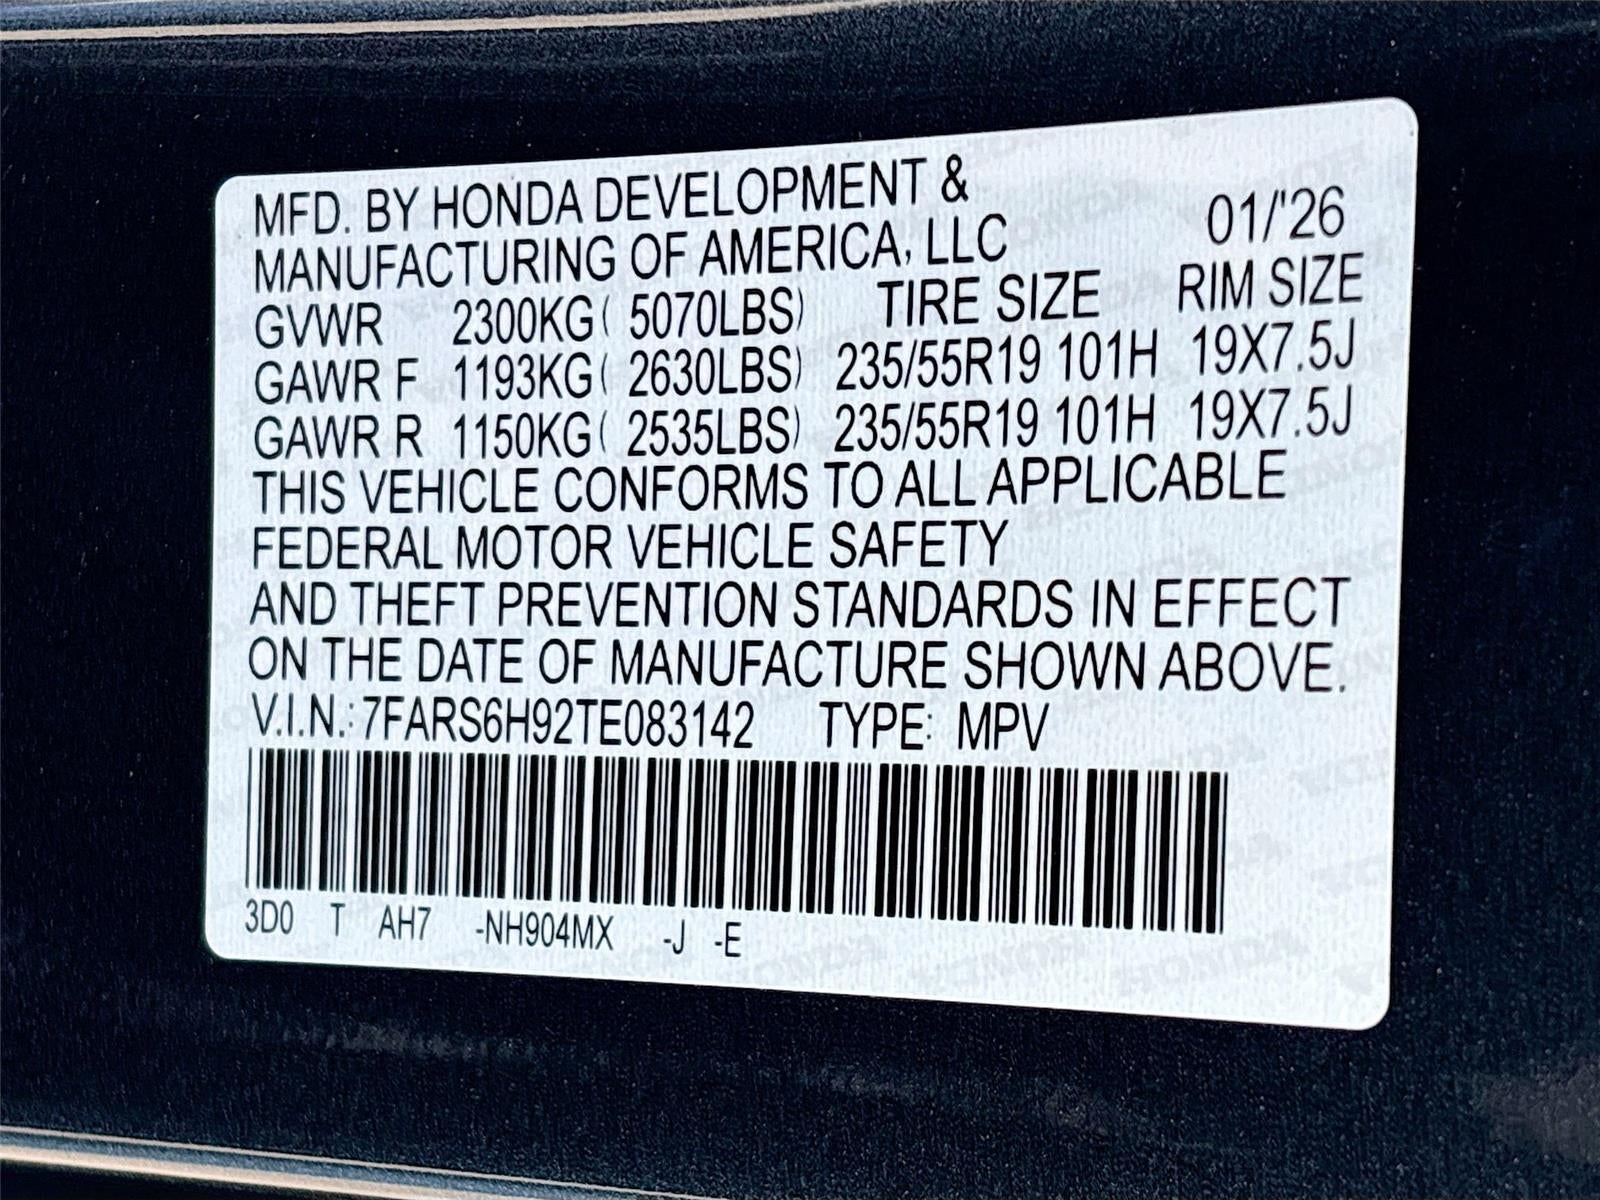 MFD. BY HONDA DEVELOPMENT &
MANUFACTURING OF AMERICA, LLC 01/'26
GVWR 2300KG( 5070LBS) TIRE SIZE RIM SIZE
GAWR F 1193KG( 2630LBS) 235/55R19 101H 19X7.5J
GAWR R 1150KG( 2535LBS) 235/55R19 101H 19X7.5J
THIS VEHICLE CONFORMS TO ALL APPLICABLE
FEDERAL MOTOR VEHICLE SAFETY
AND THEFT PREVENTION STANDARDS IN EFFECT
ON THE DATE OF MANUFACTURE SHOWN ABOVE.
V.I.N.: 7FARS6H92TE083142 TYPE: MPV
3D0 T AH7 -NH904MX -J -E